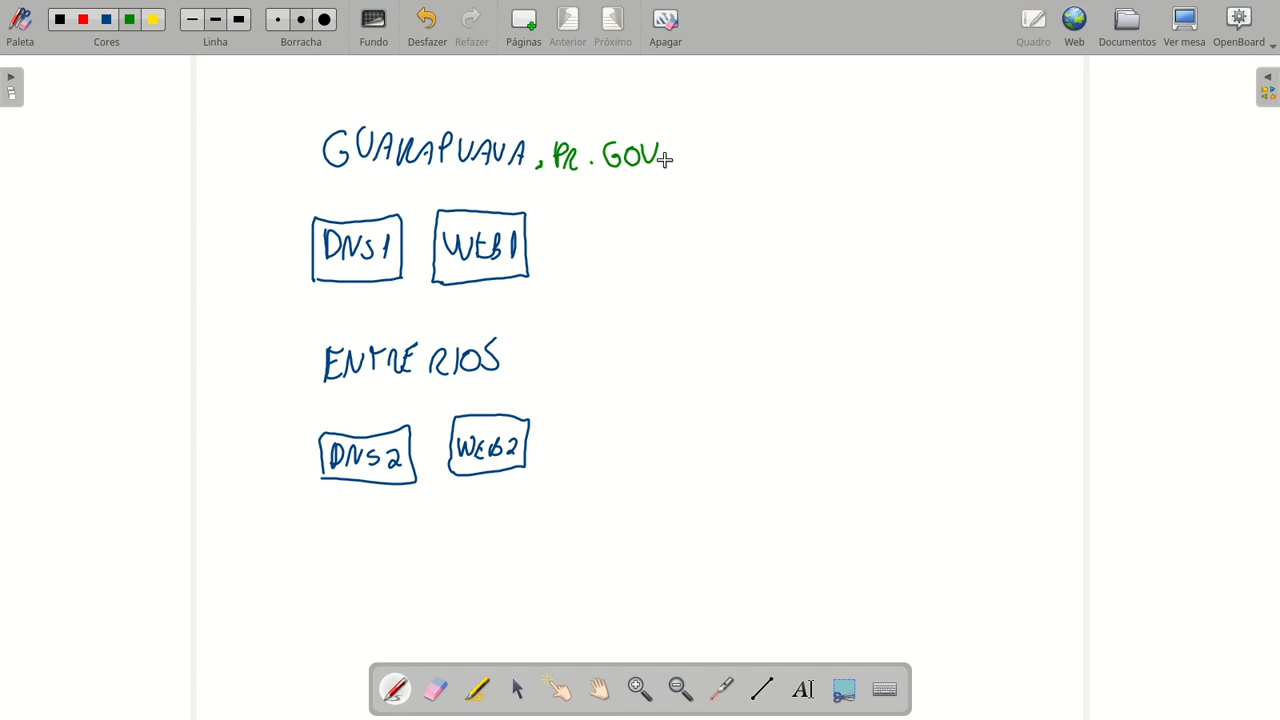 Paleta Cores Linha Borracha Fundo Desfazer Refazer Páginas Anterior Próximo Apagar Quadro Web Documentos Ver mesa OpenBoard
GUARAPUAVA . PR . GOV
DNS1 WEB1
ENTRE RIOS
DNS2 WEB2
AI